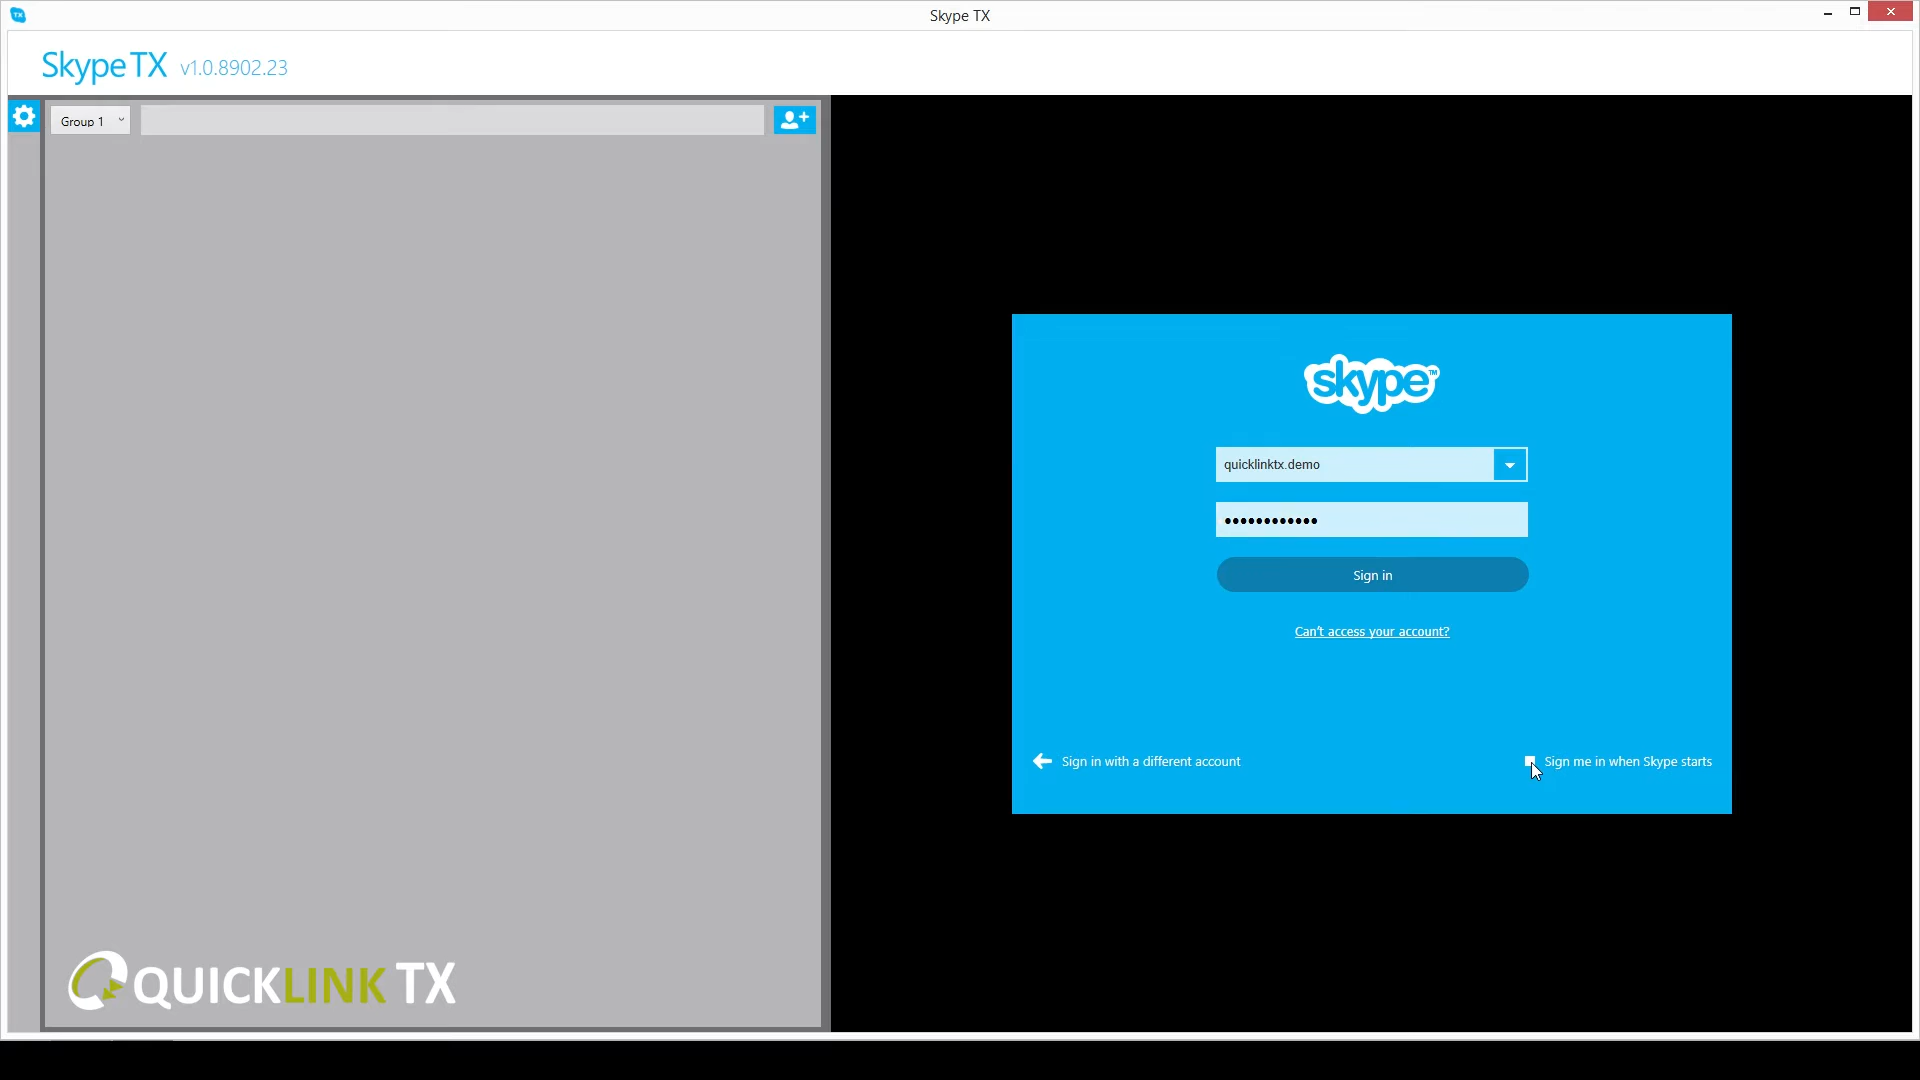 Skype TX
Skype TX v1.0.8902.23
Group 1
skype™
quicklinktx.demo
••••••••••••
Sign in
Can't access your account?
Sign in with a different account
Sign me in when Skype starts
QUICKLINK TX